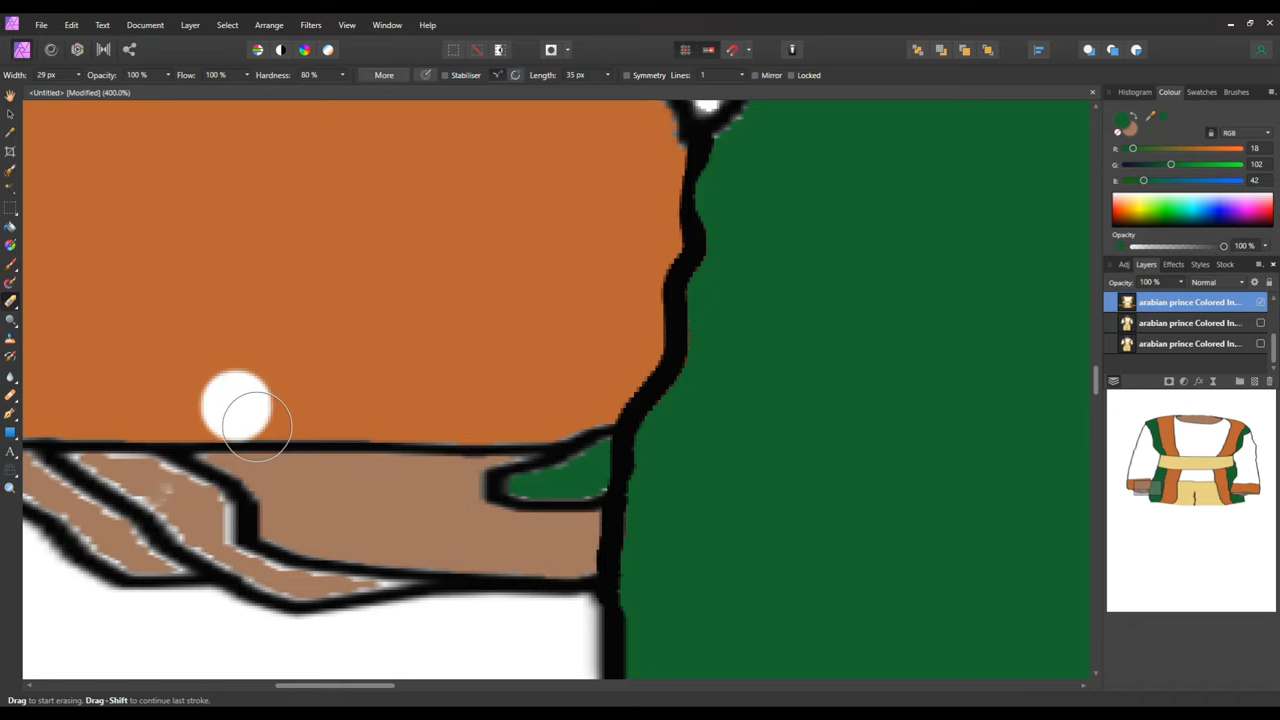 File Edit Text Document Layer Select Arrange Filters View Window Help
Width: 29 px Opacity: 100 % Flow: 100 % Hardness: 80 % More Stabiliser Length: 35 px Symmetry Lines: 1 Mirror Locked
<Untitled> [Modified] (400.0%)
Histogram Colour Swatches Brushes
RGB
R: 18
G: 102
B: 42
Opacity
100 %
Adj Layers Effects Styles Stock
Opacity: 100 % Normal
arabian prince Colored In...
arabian prince Colored In...
arabian prince Colored In...
Drag to start erasing. Drag-Shift to continue last stroke.